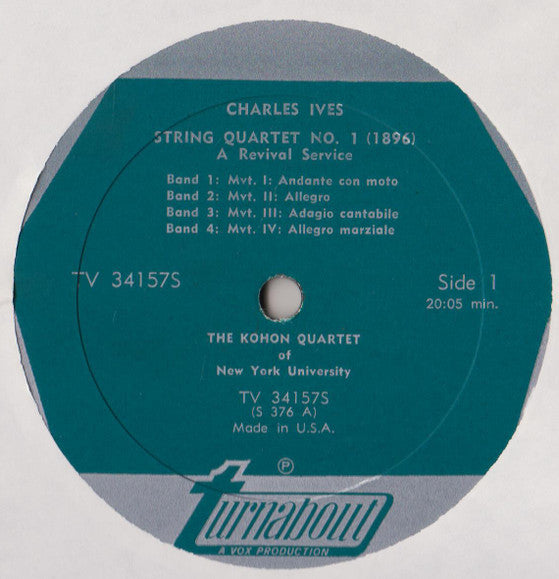 CHARLES IVES
STRING QUARTET NO. 1 (1896)
A Revival Service
Band 1: Mvt. I: Andante con moto
Band 2: Mvt. II: Allegro
Band 3: Mvt. III: Adagio cantabile
Band 4: Mvt. IV: Allegro marziale
TV 34157S
Side 1
20:05 min.
THE KOHON QUARTET
of
New York University
TV 34157S
(S 376 A)
Made in U.S.A.
℗
turnabout
A VOX PRODUCTION